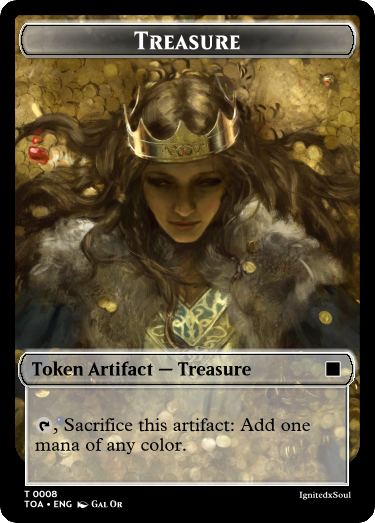 TREASURE
Token Artifact — Treasure
, Sacrifice this artifact: Add one
mana of any color.
T 0008
TOA • ENG GAL OR
IgnitedxSoul